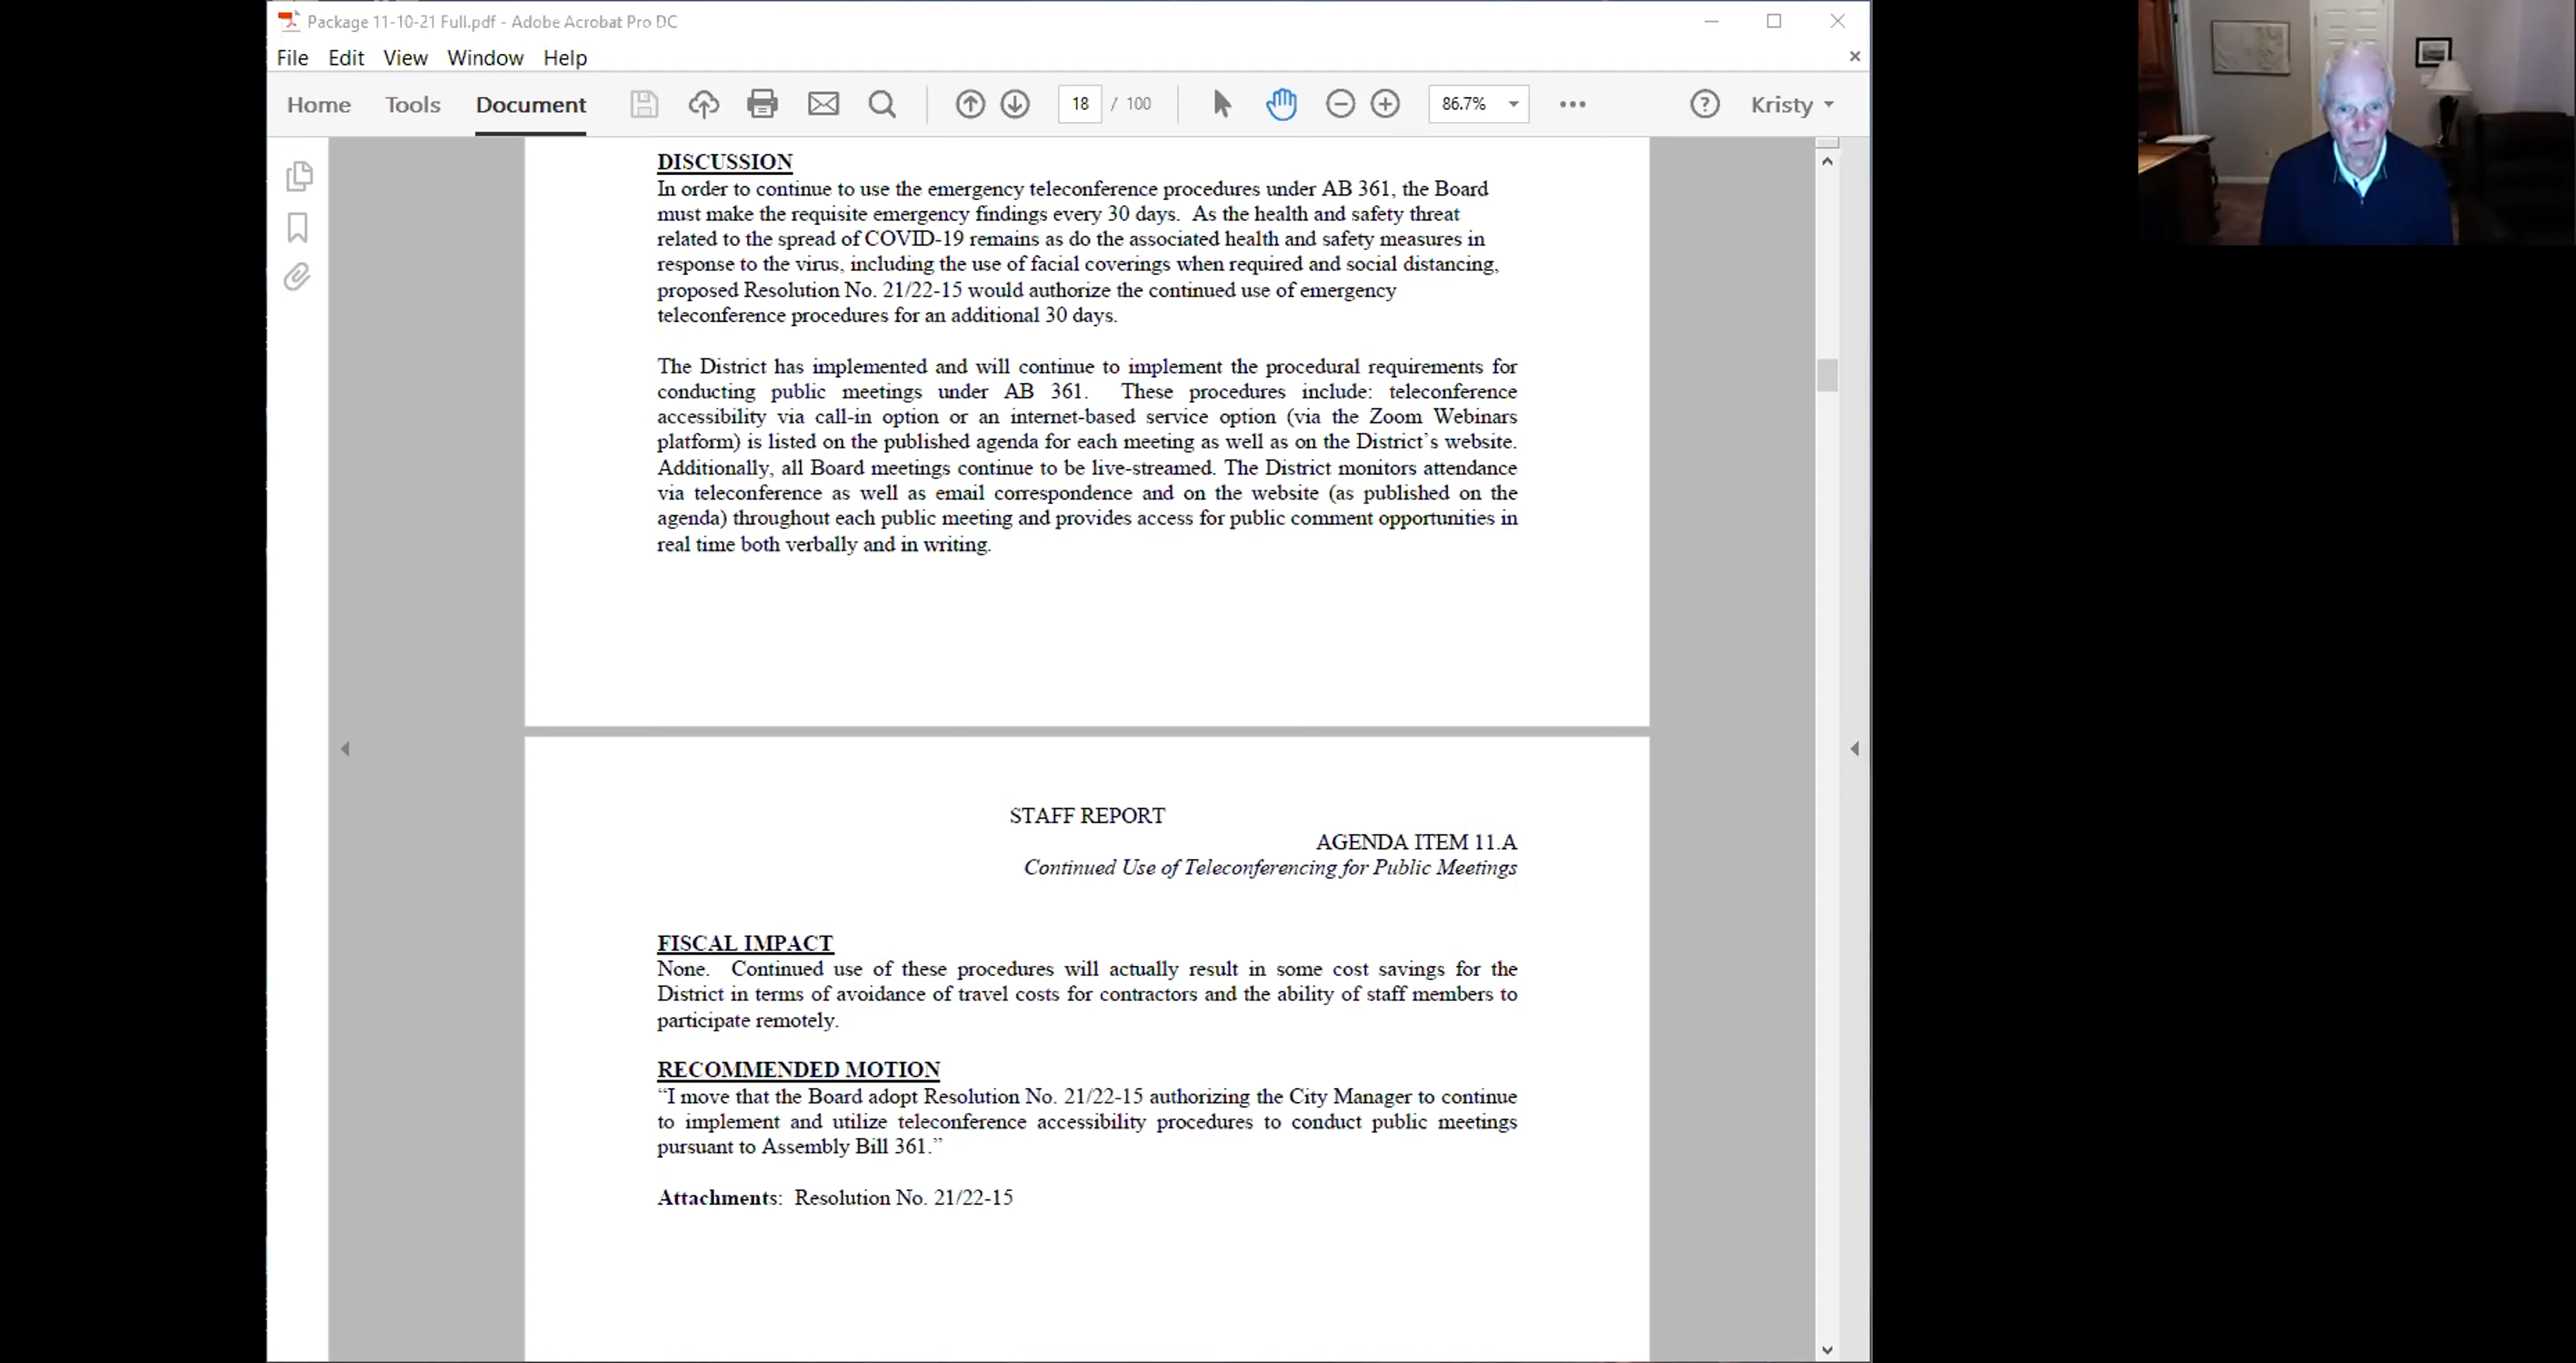 Package 11-10-21 Full.pdf - Adobe Acrobat Pro DC
File Edit View Window Help
Home Tools Document 18 / 100 86.7% Kristy
DISCUSSION
In order to continue to use the emergency teleconference procedures under AB 361, the Board
must make the requisite emergency findings every 30 days. As the health and safety threat
related to the spread of COVID-19 remains as do the associated health and safety measures in
response to the virus, including the use of facial coverings when required and social distancing,
proposed Resolution No. 21/22-15 would authorize the continued use of emergency
teleconference procedures for an additional 30 days.
The District has implemented and will continue to implement the procedural requirements for
conducting public meetings under AB 361. These procedures include: teleconference
accessibility via call-in option or an internet-based service option (via the Zoom Webinars
platform) is listed on the published agenda for each meeting as well as on the District's website.
Additionally, all Board meetings continue to be live-streamed. The District monitors attendance
via teleconference as well as email correspondence and on the website (as published on the
agenda) throughout each public meeting and provides access for public comment opportunities in
real time both verbally and in writing.
STAFF REPORT
AGENDA ITEM 11.A
Continued Use of Teleconferencing for Public Meetings
FISCAL IMPACT
None. Continued use of these procedures will actually result in some cost savings for the
District in terms of avoidance of travel costs for contractors and the ability of staff members to
participate remotely.
RECOMMENDED MOTION
“I move that the Board adopt Resolution No. 21/22-15 authorizing the City Manager to continue
to implement and utilize teleconference accessibility procedures to conduct public meetings
pursuant to Assembly Bill 361.”
Attachments: Resolution No. 21/22-15